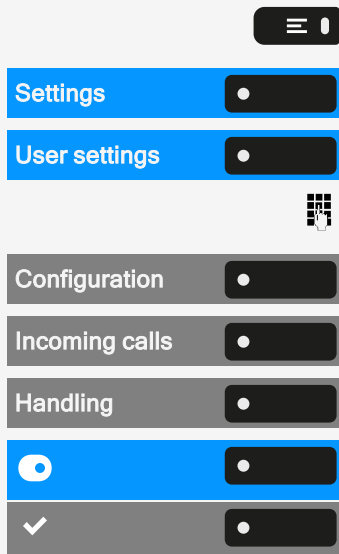 Settings
User settings
Configuration
Incoming calls
Handling